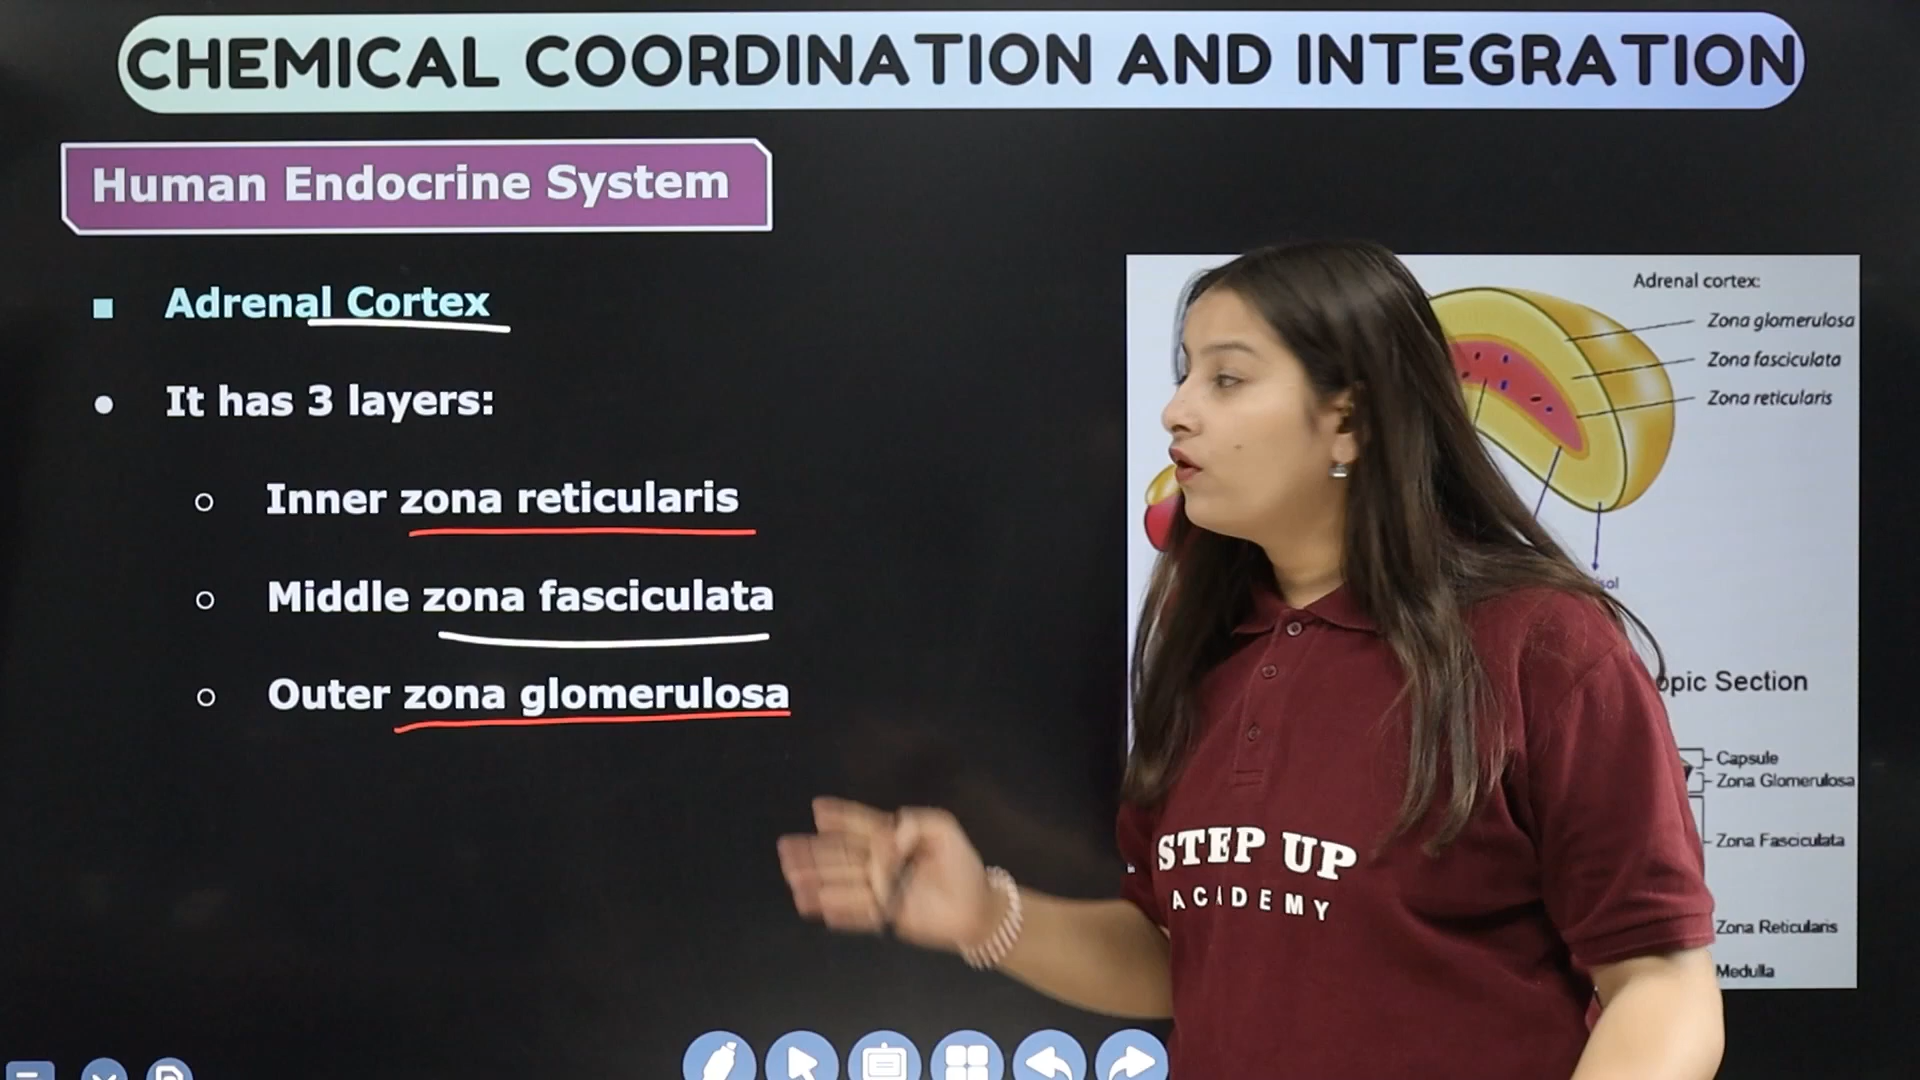 CHEMICAL COORDINATION AND INTEGRATION
Human Endocrine System
Adrenal Cortex
It has 3 layers:
Inner zona reticularis
Middle zona fasciculata
Outer zona glomerulosa
Adrenal cortex:
Zona glomerulosa
Zona fasciculata
Zona reticularis
opic Section
Capsule
Zona Glomerulosa
Zona Fasciculata
Zona Reticularis
Medulla
STEP UP
ACADEMY